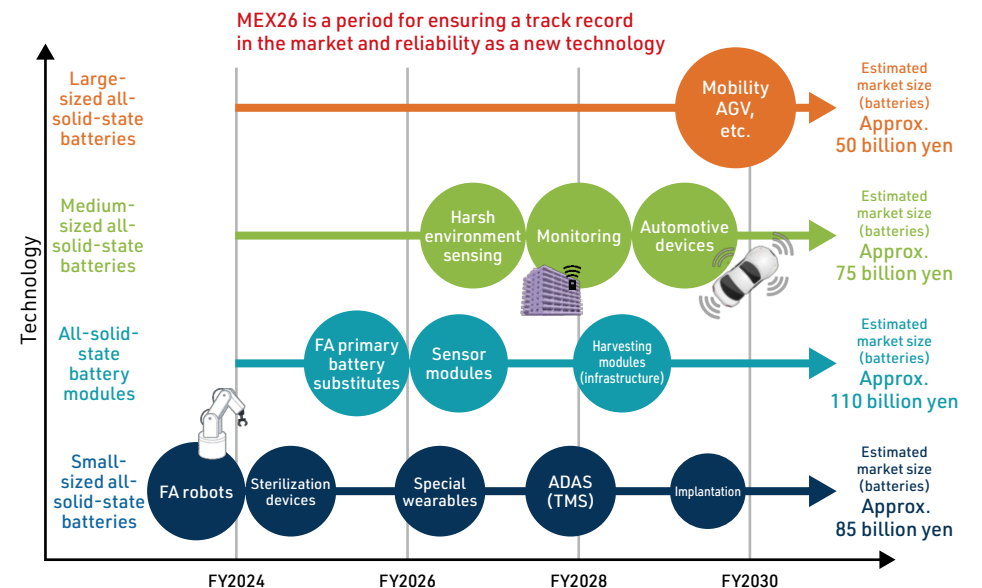 MEX26 is a period for ensuring a track record
in the market and reliability as a new technology
Technology
Large-
sized all-
solid-state
batteries
Mobility
AGV,
etc.
Estimated
market size
(batteries)
Approx.
50 billion yen
Medium-
sized all-
solid-state
batteries
Harsh
environment
sensing
Monitoring
Automotive
devices
Estimated
market size
(batteries)
Approx.
75 billion yen
All-solid-
state
battery
modules
FA primary
battery
substitutes
Sensor
modules
Harvesting
modules
(infrastructure)
Estimated
market size
(batteries)
Approx.
110 billion yen
Small-
sized all-
solid-state
batteries
FA robots
Sterilization
devices
Special
wearables
ADAS
(TMS)
Implantation
Estimated
market size
(batteries)
Approx.
85 billion yen
FY2024
FY2026
FY2028
FY2030